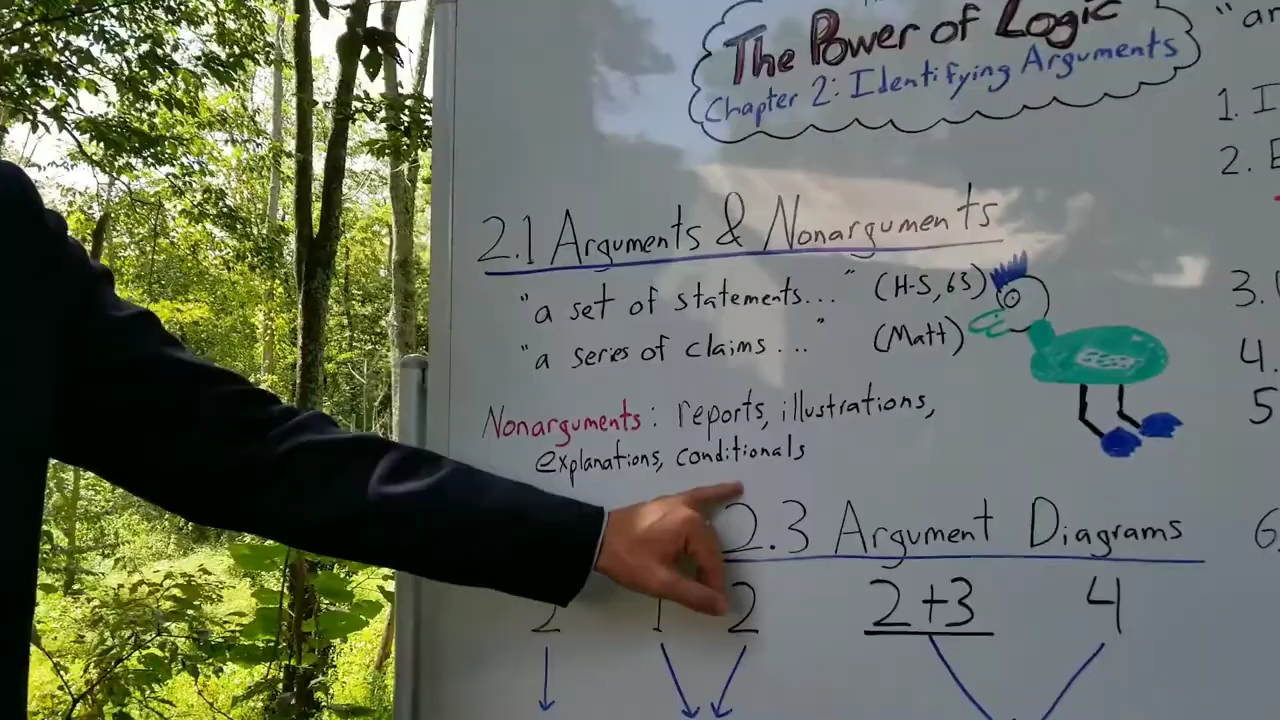 The Power of Logic
Chapter 2: Identifying Arguments
"ar
1. I
2. E
2.1 Arguments & Nonarguments
"a set of statements..." (H-S, 63)
"a series of claims..." (Matt)
3.
4.
5
Nonarguments: reports, illustrations,
explanations, conditionals
2.3 Argument Diagrams
6
2 1 2 2+3 4